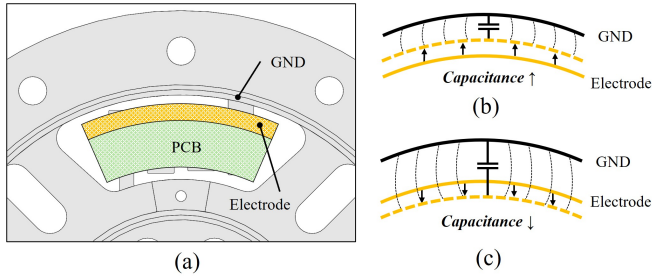 GND
PCB
Electrode
(a)
GND
Electrode
Capacitance ↑
(b)
GND
Electrode
Capacitance ↓
(c)